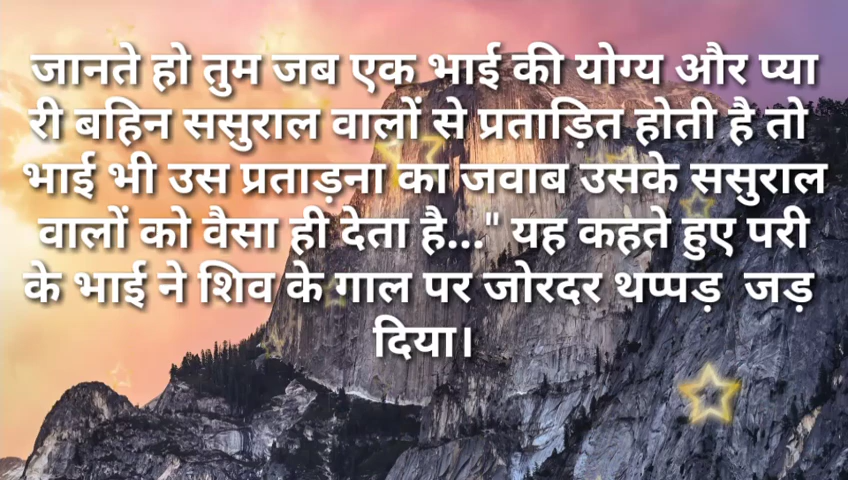 जानते हो तुम जब एक भाई की योग्य और प्या
री बहिन ससुराल वालों से प्रताड़ित होती है तो
भाई भी उस प्रताड़ना का जवाब उसके ससुराल
वालों को वैसा ही देता है..." यह कहते हुए परी
के भाई ने शिव के गाल पर जोरदर थप्पड़ जड़
दिया।